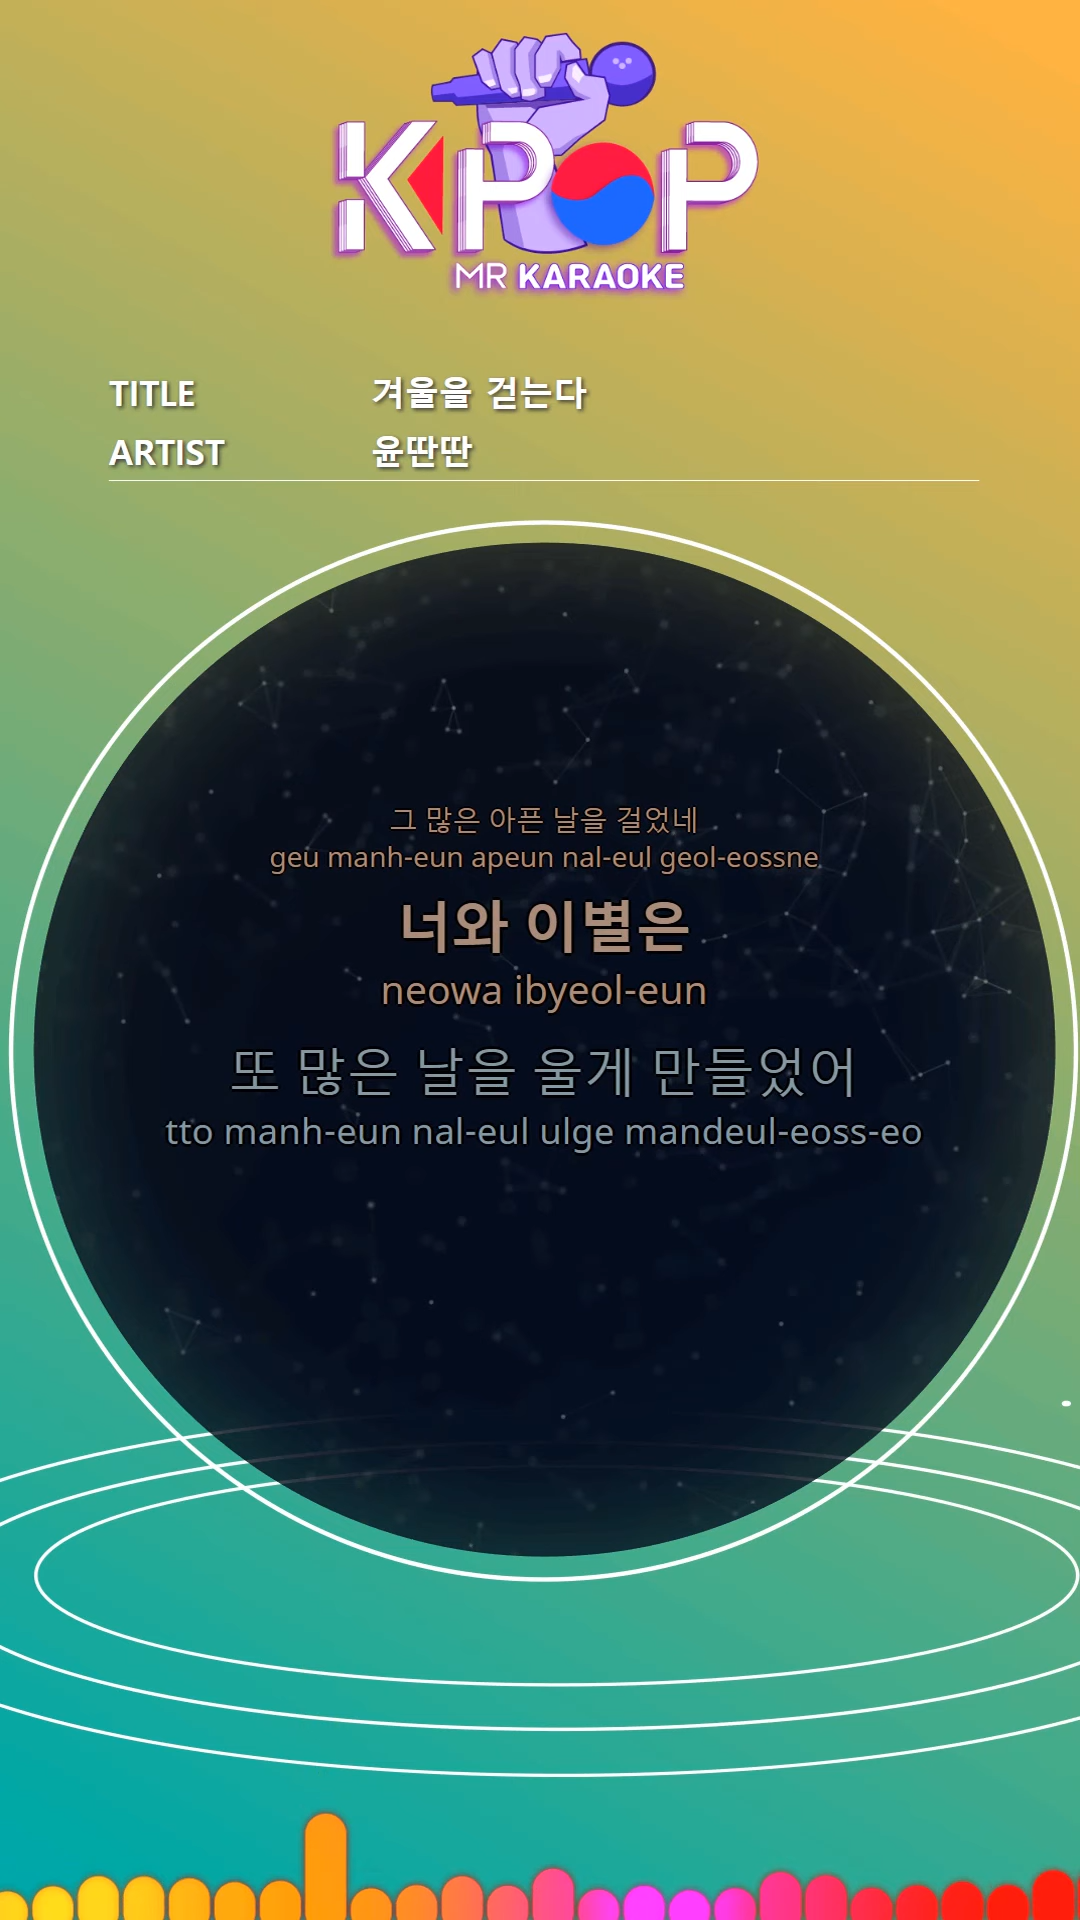 KPOP
MR KARAOKE
TITLE 겨울을 걷는다
ARTIST 윤딴딴
그 많은 아픈 날을 걸었네
geu manh-eun apeun nal-eul geol-eossne
너와 이별은
neowa ibyeol-eun
또 많은 날을 울게 만들었어
tto manh-eun nal-eul ulge mandeul-eoss-eo